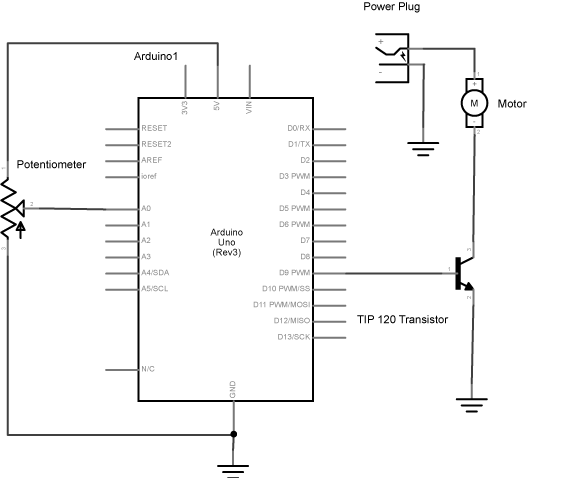 Power Plug
+
-
Arduino1
3V3
5V
VIN
1
+
M
Motor
-
2
RESET
RESET2
AREF
ioref
A0
A1
A2
A3
A4/SDA
A5/SCL
N/C
Arduino
Uno
(Rev3)
D0/RX
D1/TX
D2
D3 PWM
D4
D5 PWM
D6 PWM
D7
D8
D9 PWM
D10 PWM/SS
D11 PWM/MOSI
D12/MISO
D13/SCK
GND
Potentiometer
1
2
3
3
1
2
TIP 120 Transistor